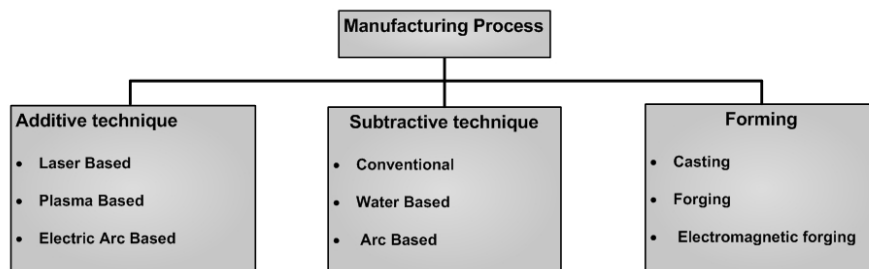 Manufacturing Process
Additive technique
• Laser Based
• Plasma Based
• Electric Arc Based
Subtractive technique
• Conventional
• Water Based
• Arc Based
Forming
• Casting
• Forging
• Electromagnetic forging